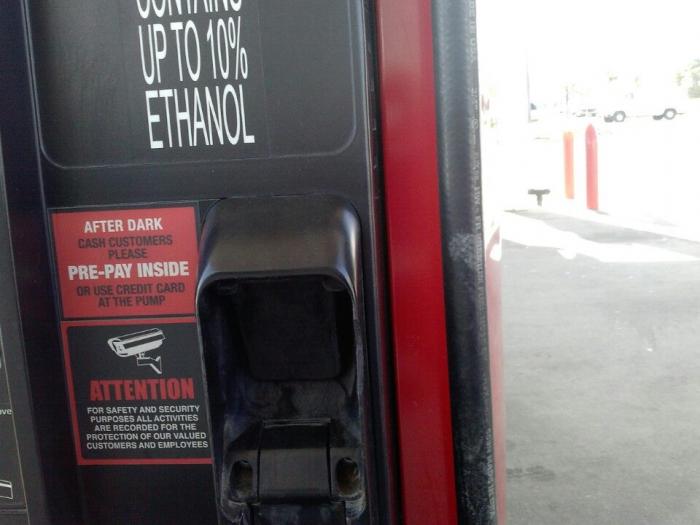 CONTAINS
UP TO 10%
ETHANOL
AFTER DARK
CASH CUSTOMERS
PLEASE
PRE-PAY INSIDE
OR USE CREDIT CARD
AT THE PUMP
ATTENTION
FOR SAFETY AND SECURITY
PURPOSES ALL ACTIVITIES
ARE RECORDED FOR THE
PROTECTION OF OUR VALUED
CUSTOMERS AND EMPLOYEES